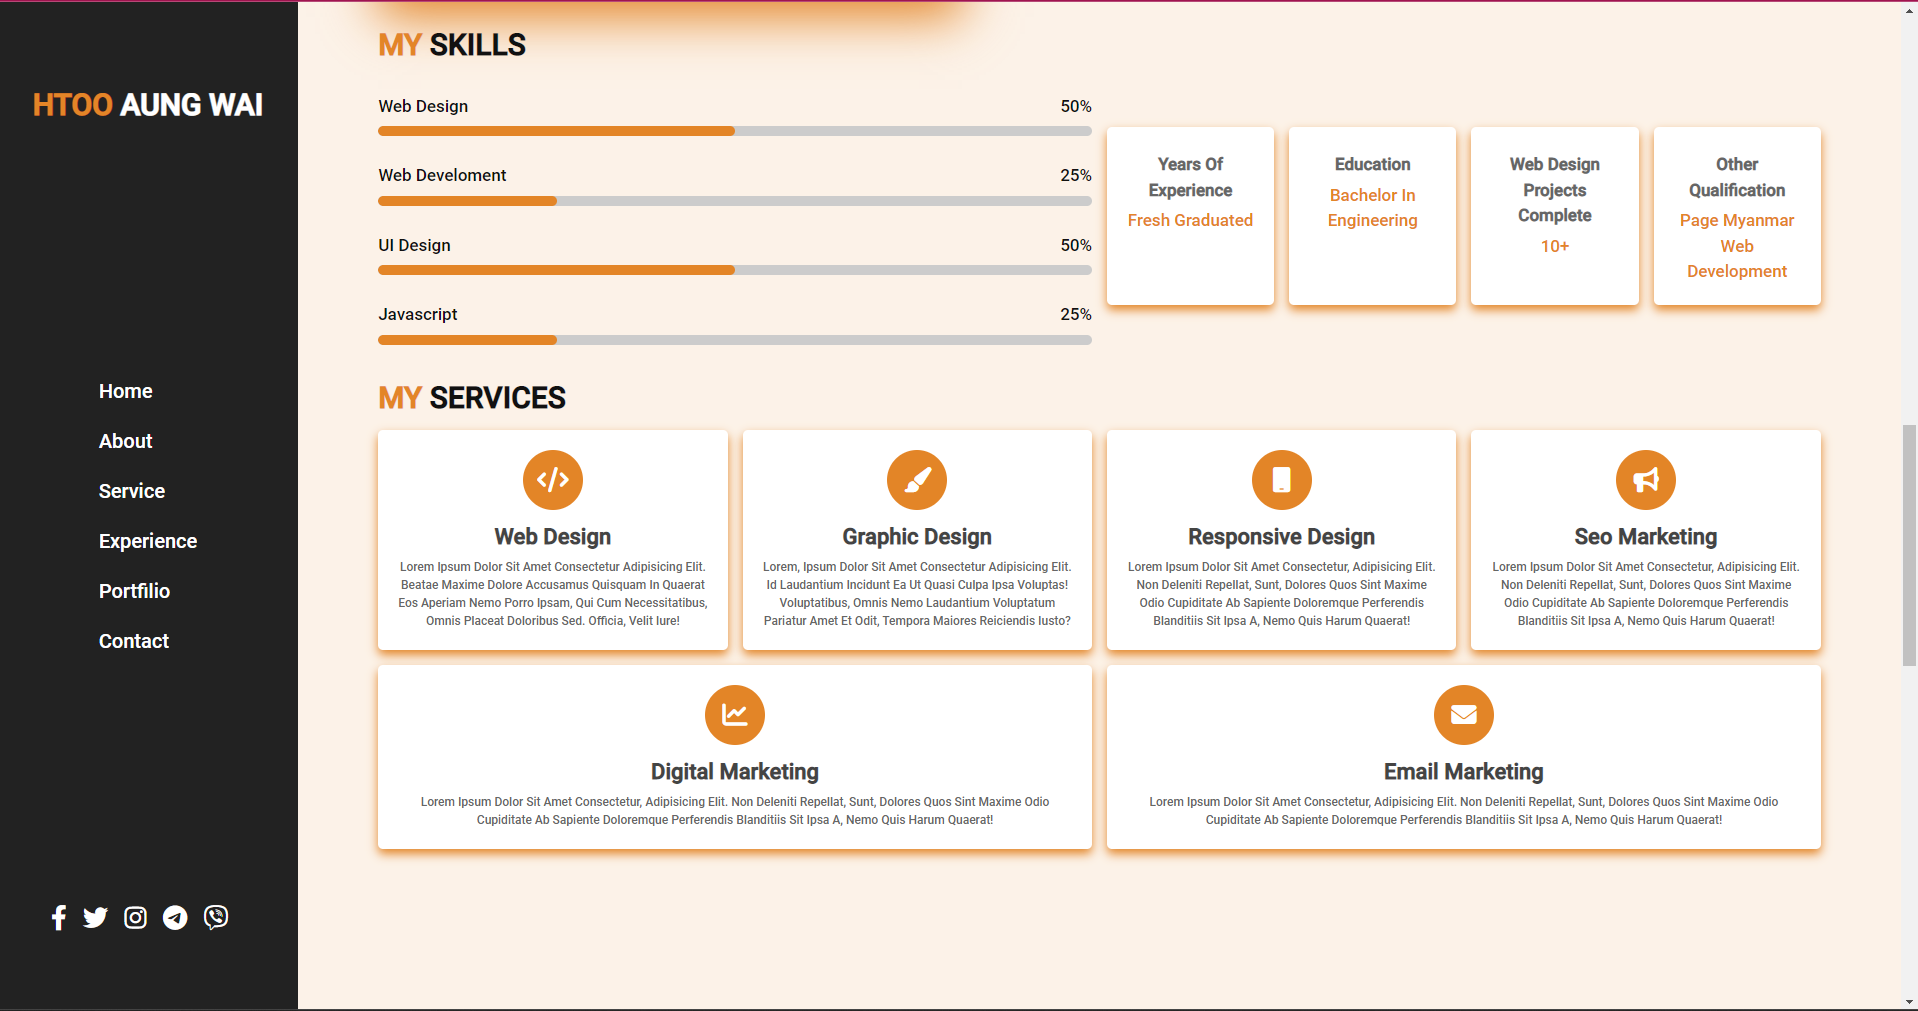 HTOO AUNG WAI
Home
About
Service
Experience
Portfilio
Contact
MY SKILLS
Web Design 50%
Web Develoment 25%
UI Design 50%
Javascript 25%
Years Of
Experience
Fresh Graduated
Education
Bachelor In
Engineering
Web Design
Projects
Complete
10+
Other
Qualification
Page Myanmar
Web
Development
MY SERVICES
Web Design
Lorem Ipsum Dolor Sit Amet Consectetur Adipisicing Elit.
Beatae Maxime Dolore Accusamus Quisquam In Quaerat
Eos Aperiam Nemo Porro Ipsam, Qui Cum Necessitatibus,
Omnis Placeat Doloribus Sed. Officia, Velit Iure!
Graphic Design
Lorem, Ipsum Dolor Sit Amet Consectetur Adipisicing Elit.
Id Laudantium Incidunt Ea Ut Quasi Culpa Ipsa Voluptas!
Voluptatibus, Omnis Nemo Laudantium Voluptatum
Pariatur Amet Et Odit, Tempora Maiores Reiciendis Iusto?
Responsive Design
Lorem Ipsum Dolor Sit Amet Consectetur, Adipisicing Elit.
Non Deleniti Repellat, Sunt, Dolores Quos Sint Maxime
Odio Cupiditate Ab Sapiente Doloremque Perferendis
Blanditiis Sit Ipsa A, Nemo Quis Harum Quaerat!
Seo Marketing
Lorem Ipsum Dolor Sit Amet Consectetur, Adipisicing Elit.
Non Deleniti Repellat, Sunt, Dolores Quos Sint Maxime
Odio Cupiditate Ab Sapiente Doloremque Perferendis
Blanditiis Sit Ipsa A, Nemo Quis Harum Quaerat!
Digital Marketing
Lorem Ipsum Dolor Sit Amet Consectetur, Adipisicing Elit. Non Deleniti Repellat, Sunt, Dolores Quos Sint Maxime Odio
Cupiditate Ab Sapiente Doloremque Perferendis Blanditiis Sit Ipsa A, Nemo Quis Harum Quaerat!
Email Marketing
Lorem Ipsum Dolor Sit Amet Consectetur, Adipisicing Elit. Non Deleniti Repellat, Sunt, Dolores Quos Sint Maxime Odio
Cupiditate Ab Sapiente Doloremque Perferendis Blanditiis Sit Ipsa A, Nemo Quis Harum Quaerat!